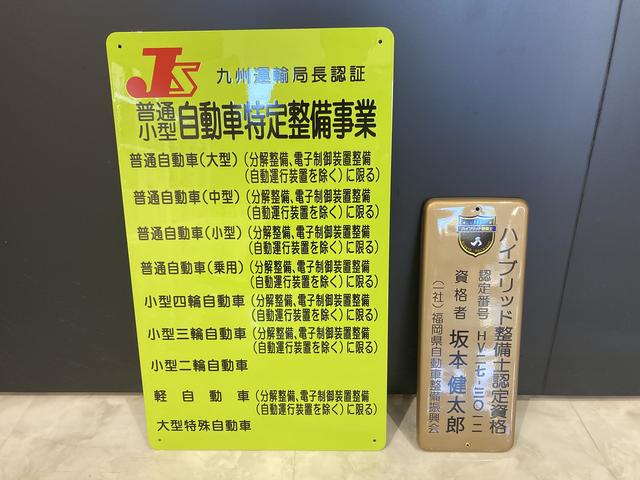 JS
九州運輸局長認証
普通
小型
自動車特定整備事業
普通自動車(大型)(分解整備、電子制御装置整備
(自動運行装置を除く)に限る)
普通自動車(中型)(分解整備、電子制御装置整備
(自動運行装置を除く)に限る)
普通自動車(小型)(分解整備、電子制御装置整備
(自動運行装置を除く)に限る)
普通自動車(乗用)(分解整備、電子制御装置整備
(自動運行装置を除く)に限る)
小型四輪自動車(分解整備、電子制御装置整備
(自動運行装置を除く)に限る)
小型三輪自動車(分解整備、電子制御装置整備
(自動運行装置を除く)に限る)
小型二輪自動車
軽自動車(分解整備、電子制御装置整備
(自動運行装置を除く)に限る)
大型特殊自動車
ハイブリッド整備士認定資格
認定番号 HV二七-三〇一二
資格者 坂本健太郎
(一社)福岡県自動車整備振興会